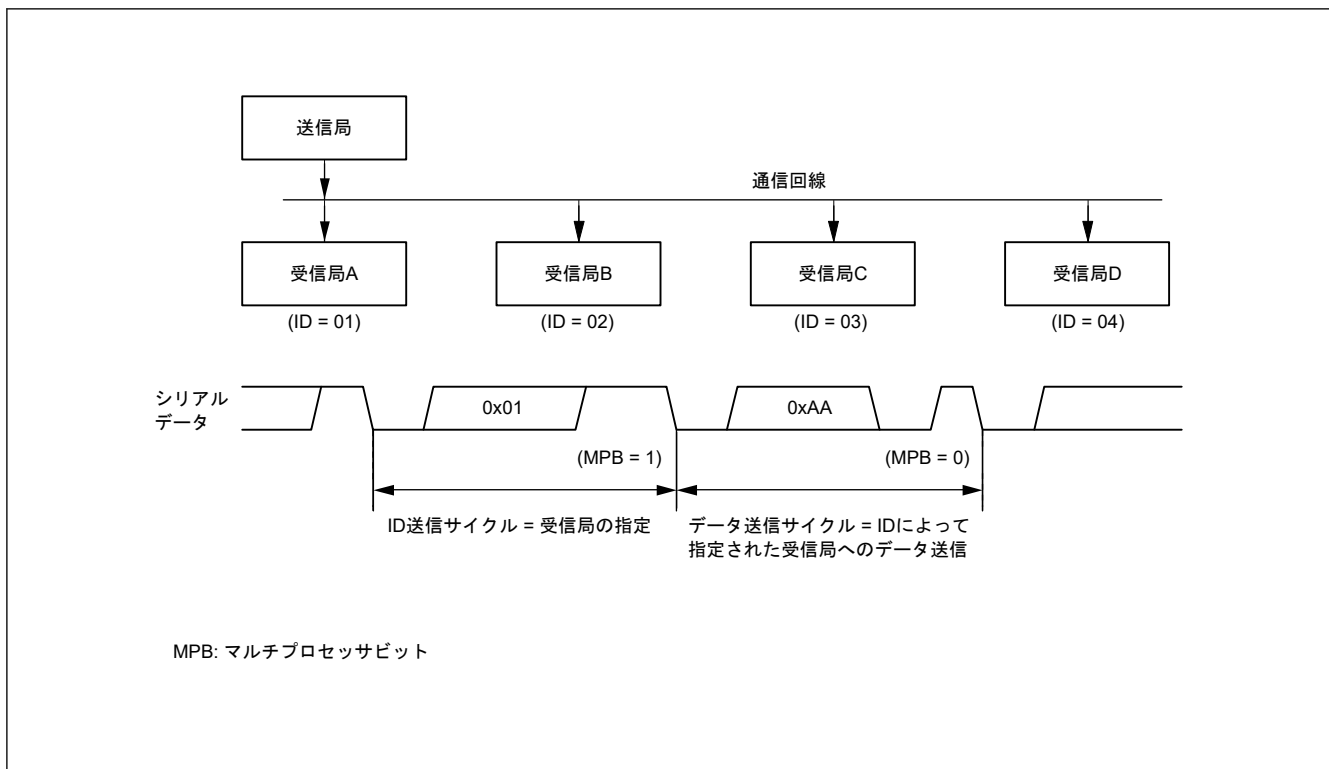 送信局
通信回線
受信局A
受信局B
受信局C
受信局D
(ID = 01)
(ID = 02)
(ID = 03)
(ID = 04)
シリアル
データ
0x01
0xAA
(MPB = 1)
(MPB = 0)
ID送信サイクル = 受信局の指定
データ送信サイクル = IDによって
指定された受信局へのデータ送信
MPB: マルチプロセッサビット